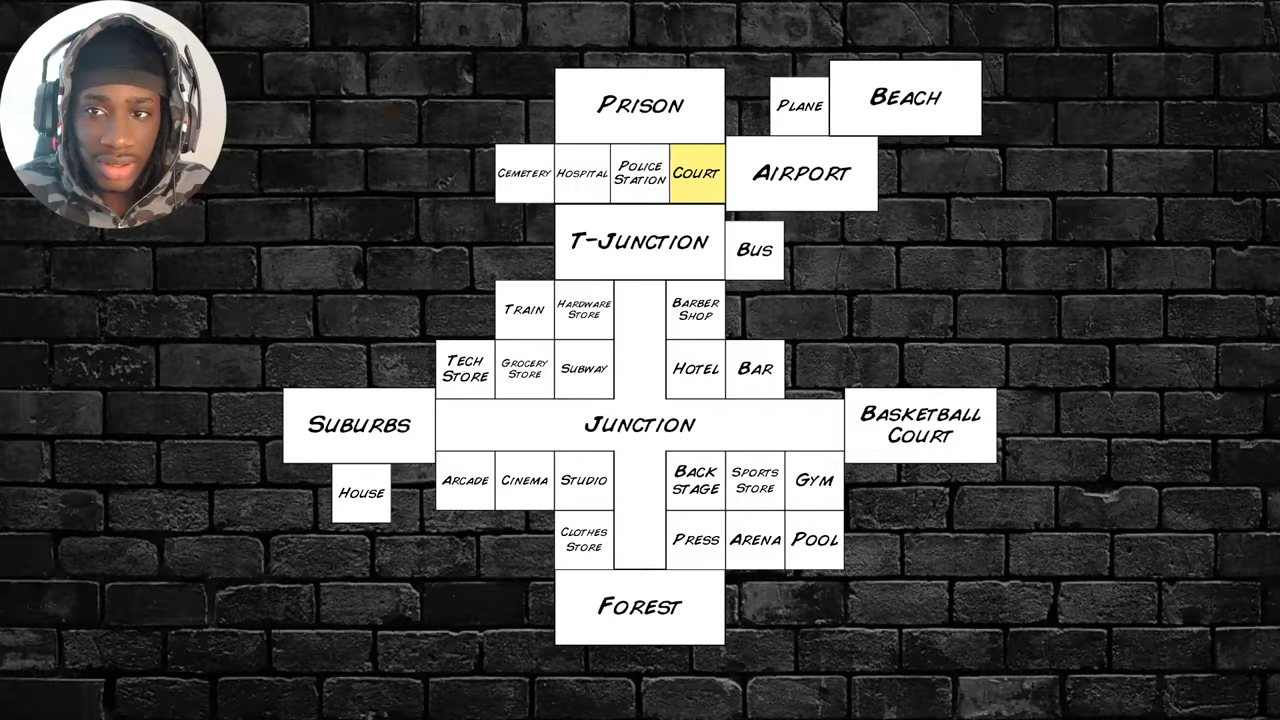 PRISON
PLANE
BEACH
CEMETERY
HOSPITAL
POLICE
STATION
COURT
AIRPORT
T-JUNCTION
BUS
TRAIN
HARDWARE
STORE
BARBER
SHOP
TECH
STORE
GROCERY
STORE
SUBWAY
HOTEL
BAR
SUBURBS
JUNCTION
BASKETBALL
COURT
HOUSE
ARCADE
CINEMA
STUDIO
BACK
STAGE
SPORTS
STORE
GYM
CLOTHES
STORE
PRESS
ARENA
POOL
FOREST